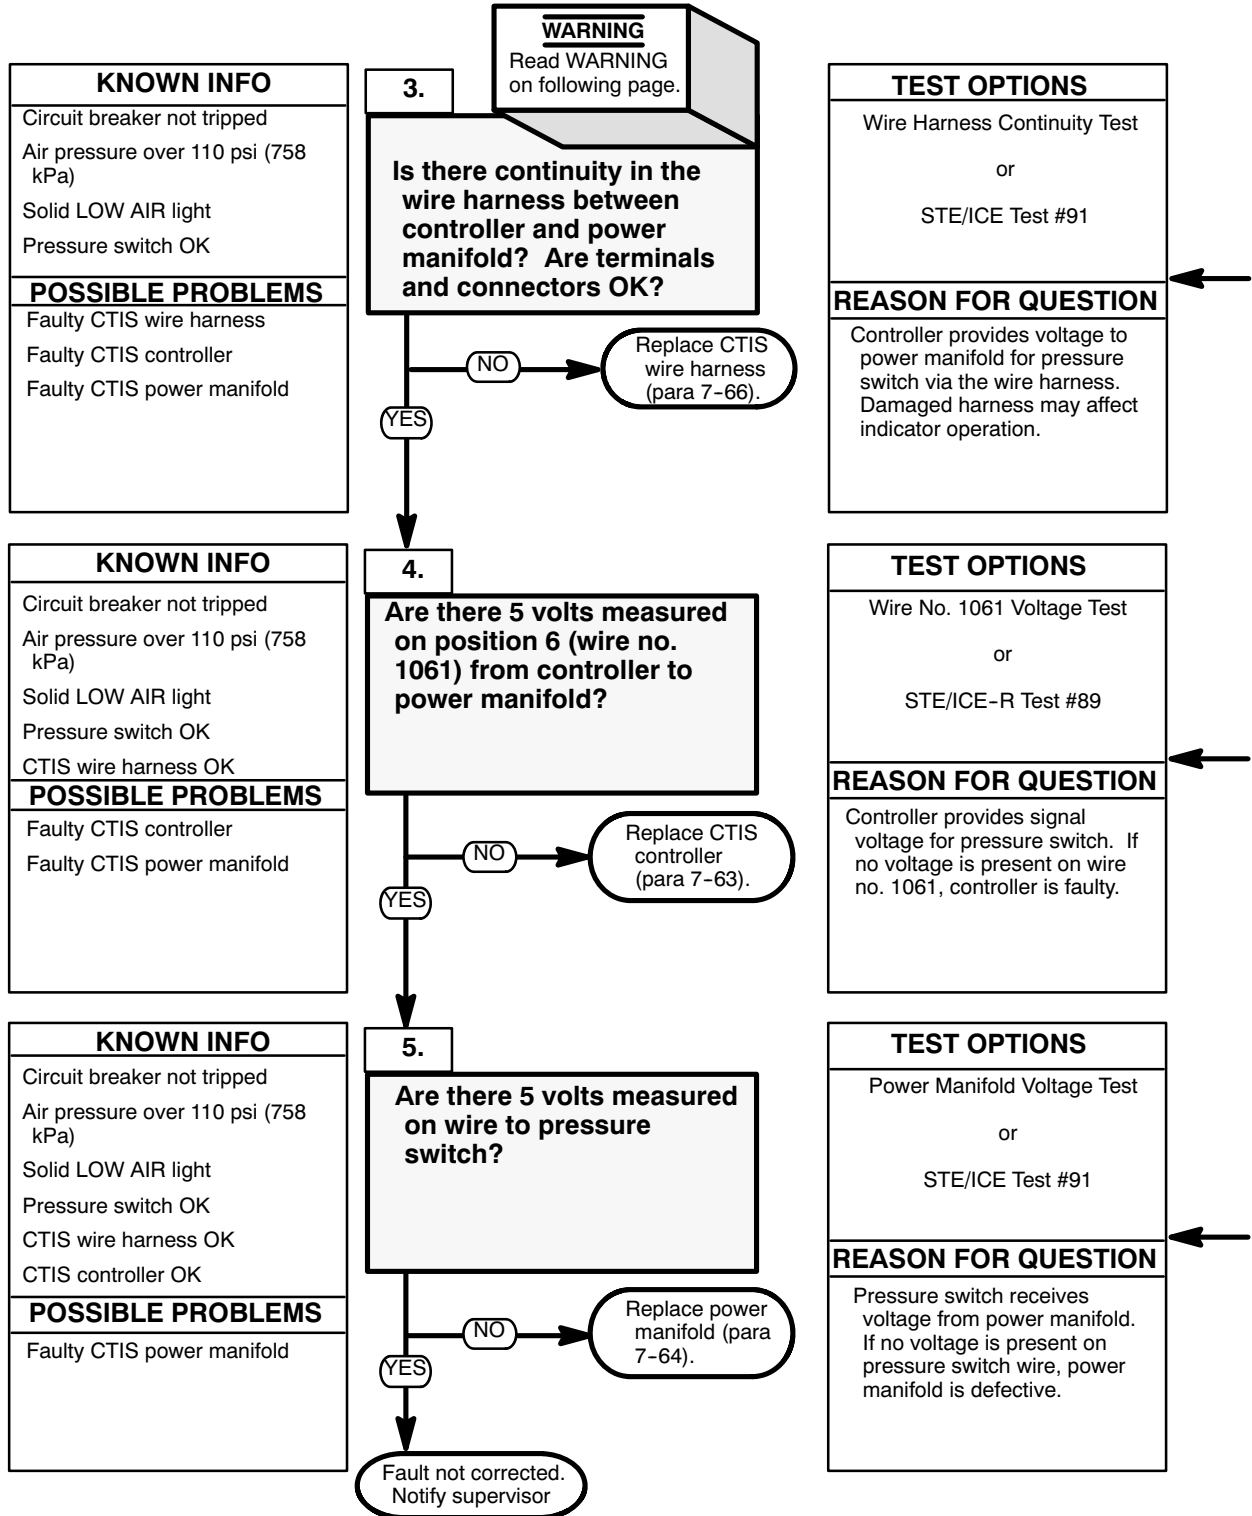 WARNING
Read WARNING
on following page.
KNOWN INFO
Circuit breaker not tripped
Air pressure over 110 psi (758
kPa)
Solid LOW AIR light
Pressure switch OK
POSSIBLE PROBLEMS
Faulty CTIS wire harness
Faulty CTIS controller
Faulty CTIS power manifold
3.
Is there continuity in the
wire harness between
controller and power
manifold? Are terminals
and connectors OK?
NO
Replace CTIS
wire harness
(para 7-66).
YES
TEST OPTIONS
Wire Harness Continuity Test
or
STE/ICE Test #91
REASON FOR QUESTION
Controller provides voltage to
power manifold for pressure
switch via the wire harness.
Damaged harness may affect
indicator operation.
KNOWN INFO
Circuit breaker not tripped
Air pressure over 110 psi (758
kPa)
Solid LOW AIR light
Pressure switch OK
CTIS wire harness OK
POSSIBLE PROBLEMS
Faulty CTIS controller
Faulty CTIS power manifold
4.
Are there 5 volts measured
on position 6 (wire no.
1061) from controller to
power manifold?
NO
Replace CTIS
controller
(para 7-63).
YES
TEST OPTIONS
Wire No. 1061 Voltage Test
or
STE/ICE-R Test #89
REASON FOR QUESTION
Controller provides signal
voltage for pressure switch. If
no voltage is present on wire
no. 1061, controller is faulty.
KNOWN INFO
Circuit breaker not tripped
Air pressure over 110 psi (758
kPa)
Solid LOW AIR light
Pressure switch OK
CTIS wire harness OK
CTIS controller OK
POSSIBLE PROBLEMS
Faulty CTIS power manifold
5.
Are there 5 volts measured
on wire to pressure
switch?
NO
Replace power
manifold (para
7-64).
YES
Fault not corrected.
Notify supervisor
TEST OPTIONS
Power Manifold Voltage Test
or
STE/ICE Test #91
REASON FOR QUESTION
Pressure switch receives
voltage from power manifold.
If no voltage is present on
pressure switch wire, power
manifold is defective.